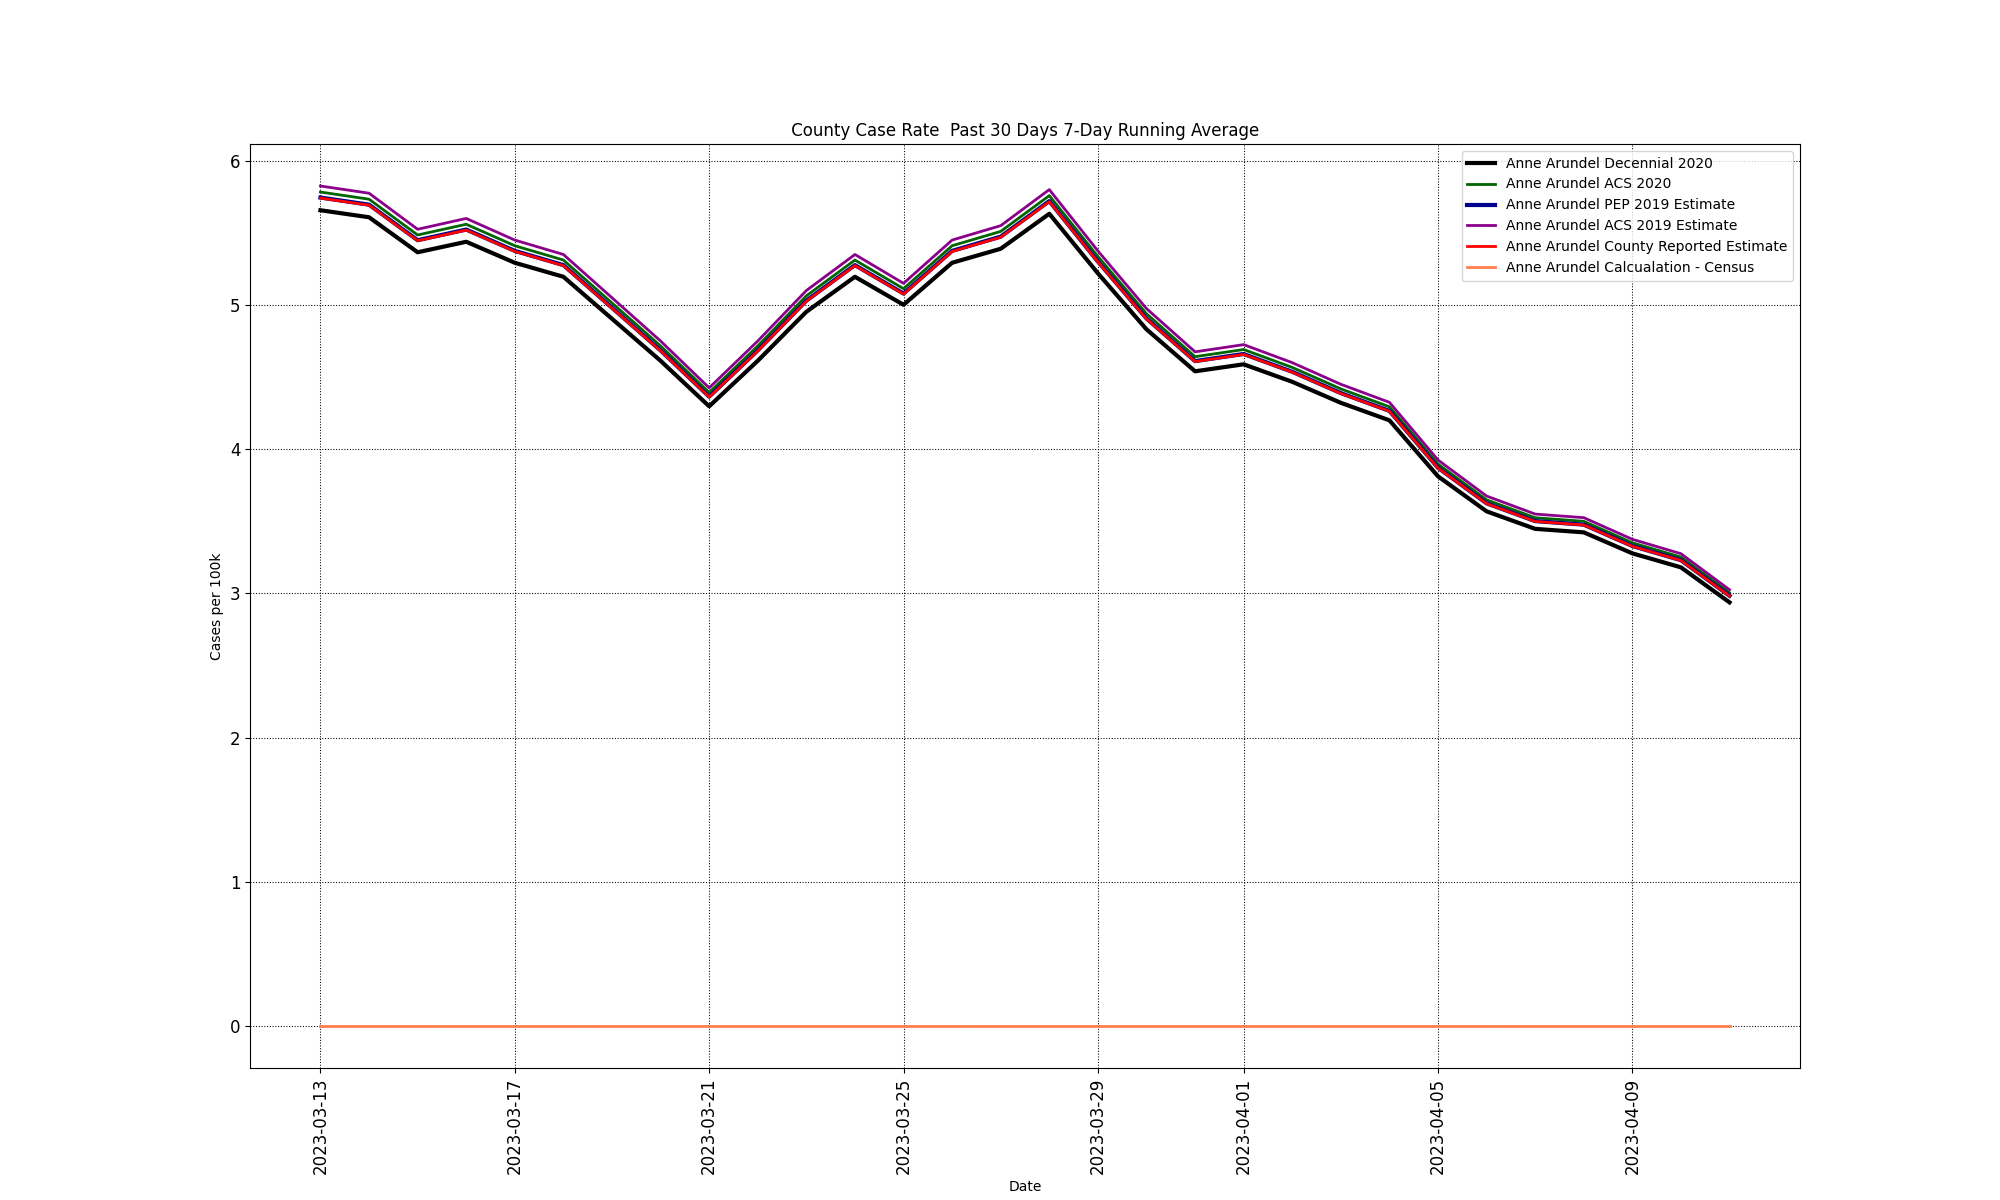 County Case Rate  Past 30 Days 7-Day Running Average
Anne Arundel Decennial 2020
Anne Arundel ACS 2020
Anne Arundel PEP 2019 Estimate
Anne Arundel ACS 2019 Estimate
Anne Arundel County Reported Estimate
Anne Arundel Calcualation - Census
6
5
4
3
2
1
0
Cases per 100k
2023-03-13
2023-03-17
2023-03-21
2023-03-25
2023-03-29
2023-04-01
2023-04-05
2023-04-09
Date